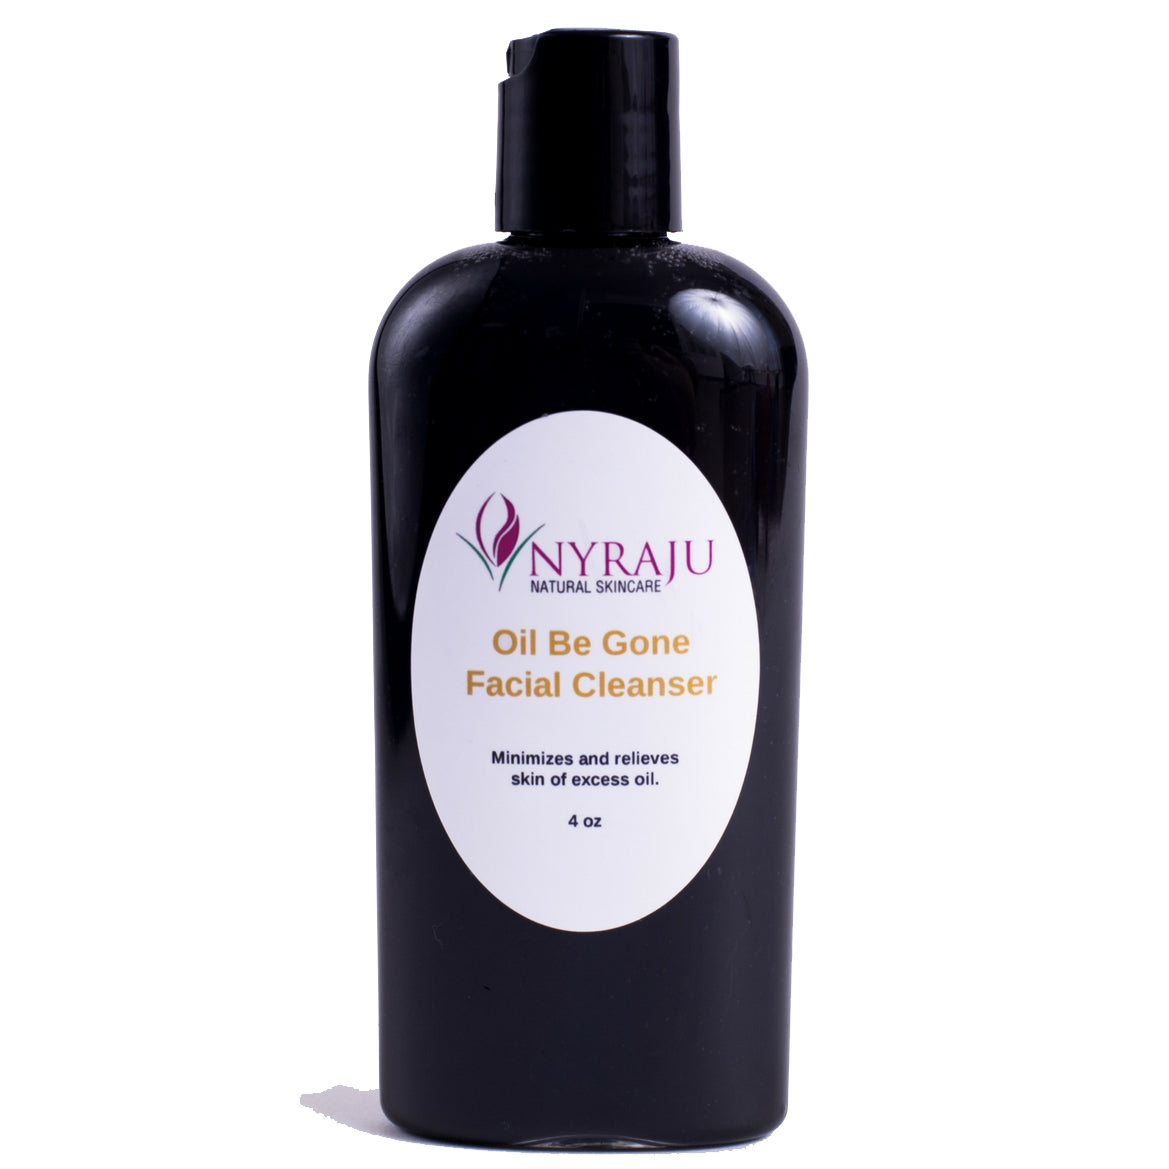 NYRAJU
NATURAL SKINCARE
Oil Be Gone
Facial Cleanser
Minimizes and relieves
skin of excess oil.
4 oz